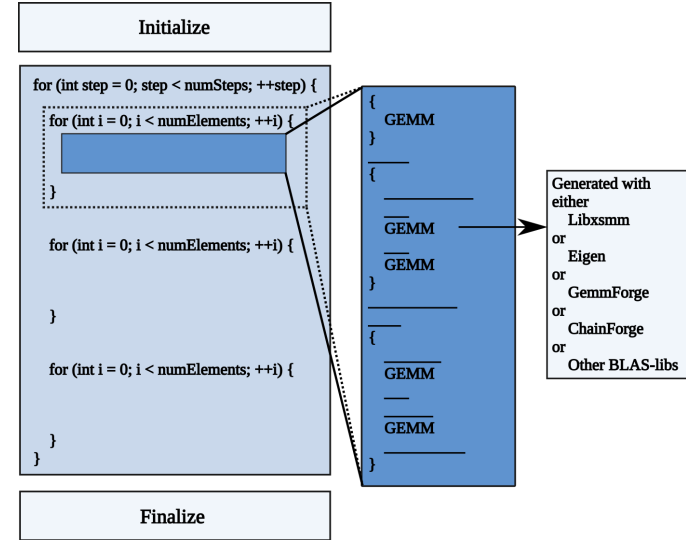 Initialize
for (int step = 0; step < numSteps; ++step) {
for (int i = 0; i < numElements; ++i) {
}
for (int i = 0; i < numElements; ++i) {
}
for (int i = 0; i < numElements; ++i) {
}
}
Finalize
{
GEMM
}
{
GEMM
GEMM
}
{
GEMM
GEMM
}
Generated with
either
Libxsmm
or
Eigen
or
GemmForge
or
ChainForge
or
Other BLAS-libs